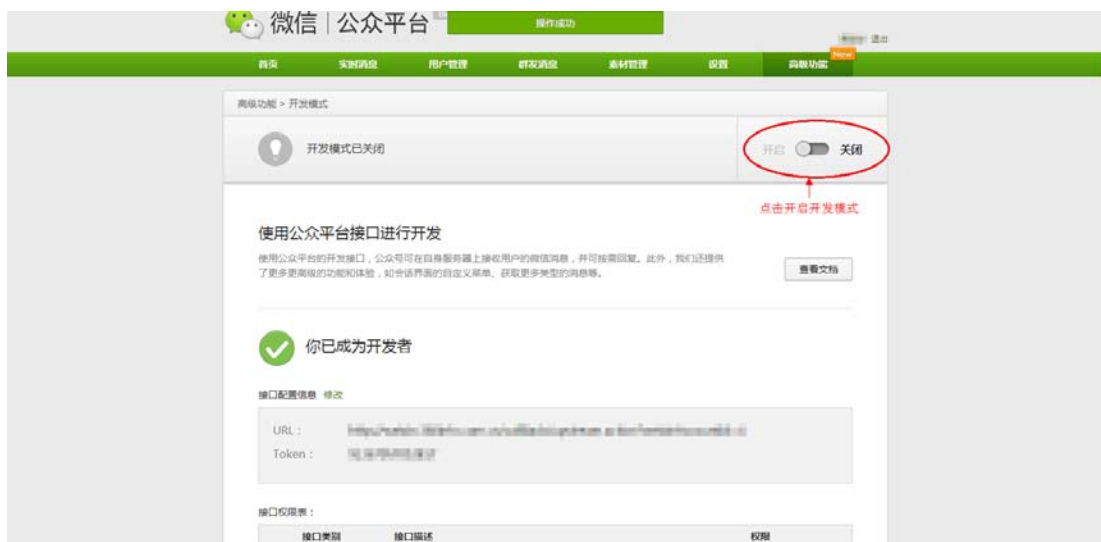 微信 | 公众平台
操作成功
退出
首页 实时消息 用户管理 群发消息 素材管理 设置 高级功能 New
高级功能 > 开发模式
开发模式已关闭
开启 关闭
点击开启开发模式
使用公众平台接口进行开发
使用公众平台的开发接口，公众号可在自身服务器上接收用户的微信消息，并可按需回复。此外，我们还提供
了更多更高级的功能和体验，如会话界面的自定义菜单、获取更多类型的消息等。
查看文档
你已成为开发者
接口配置信息 修改
URL：
Token：
接口权限表：
接口类别 接口描述 权限